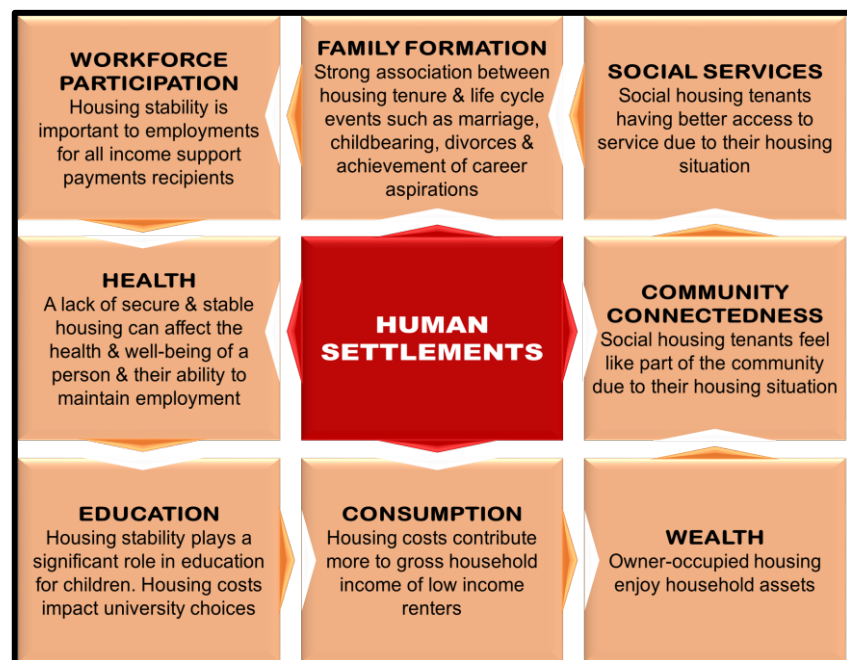 WORKFORCE
PARTICIPATION
Housing stability is
important to employments
for all income support
payments recipients
FAMILY FORMATION
Strong association between
housing tenure & life cycle
events such as marriage,
childbearing, divorces &
achievement of career
aspirations
SOCIAL SERVICES
Social housing tenants
having better access to
service due to their housing
situation
HEALTH
A lack of secure & stable
housing can affect the
health & well-being of a
person & their ability to
maintain employment
HUMAN
SETTLEMENTS
COMMUNITY
CONNECTEDNESS
Social housing tenants feel
like part of the community
due to their housing situation
EDUCATION
Housing stability plays a
significant role in education
for children. Housing costs
impact university choices
CONSUMPTION
Housing costs contribute
more to gross household
income of low income
renters
WEALTH
Owner-occupied housing
enjoy household assets